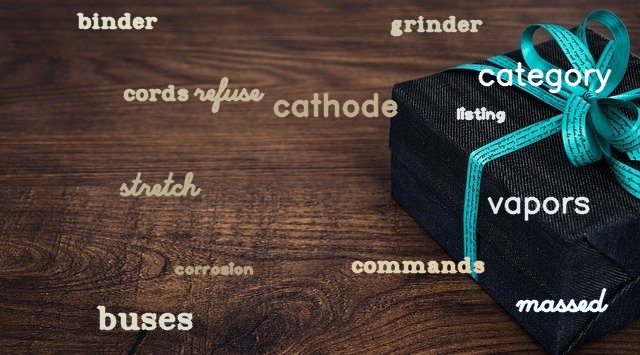 binder
grinder
category
cords refuse
cathode
listing
stretch
vapors
corrosion
commands
massed
buses